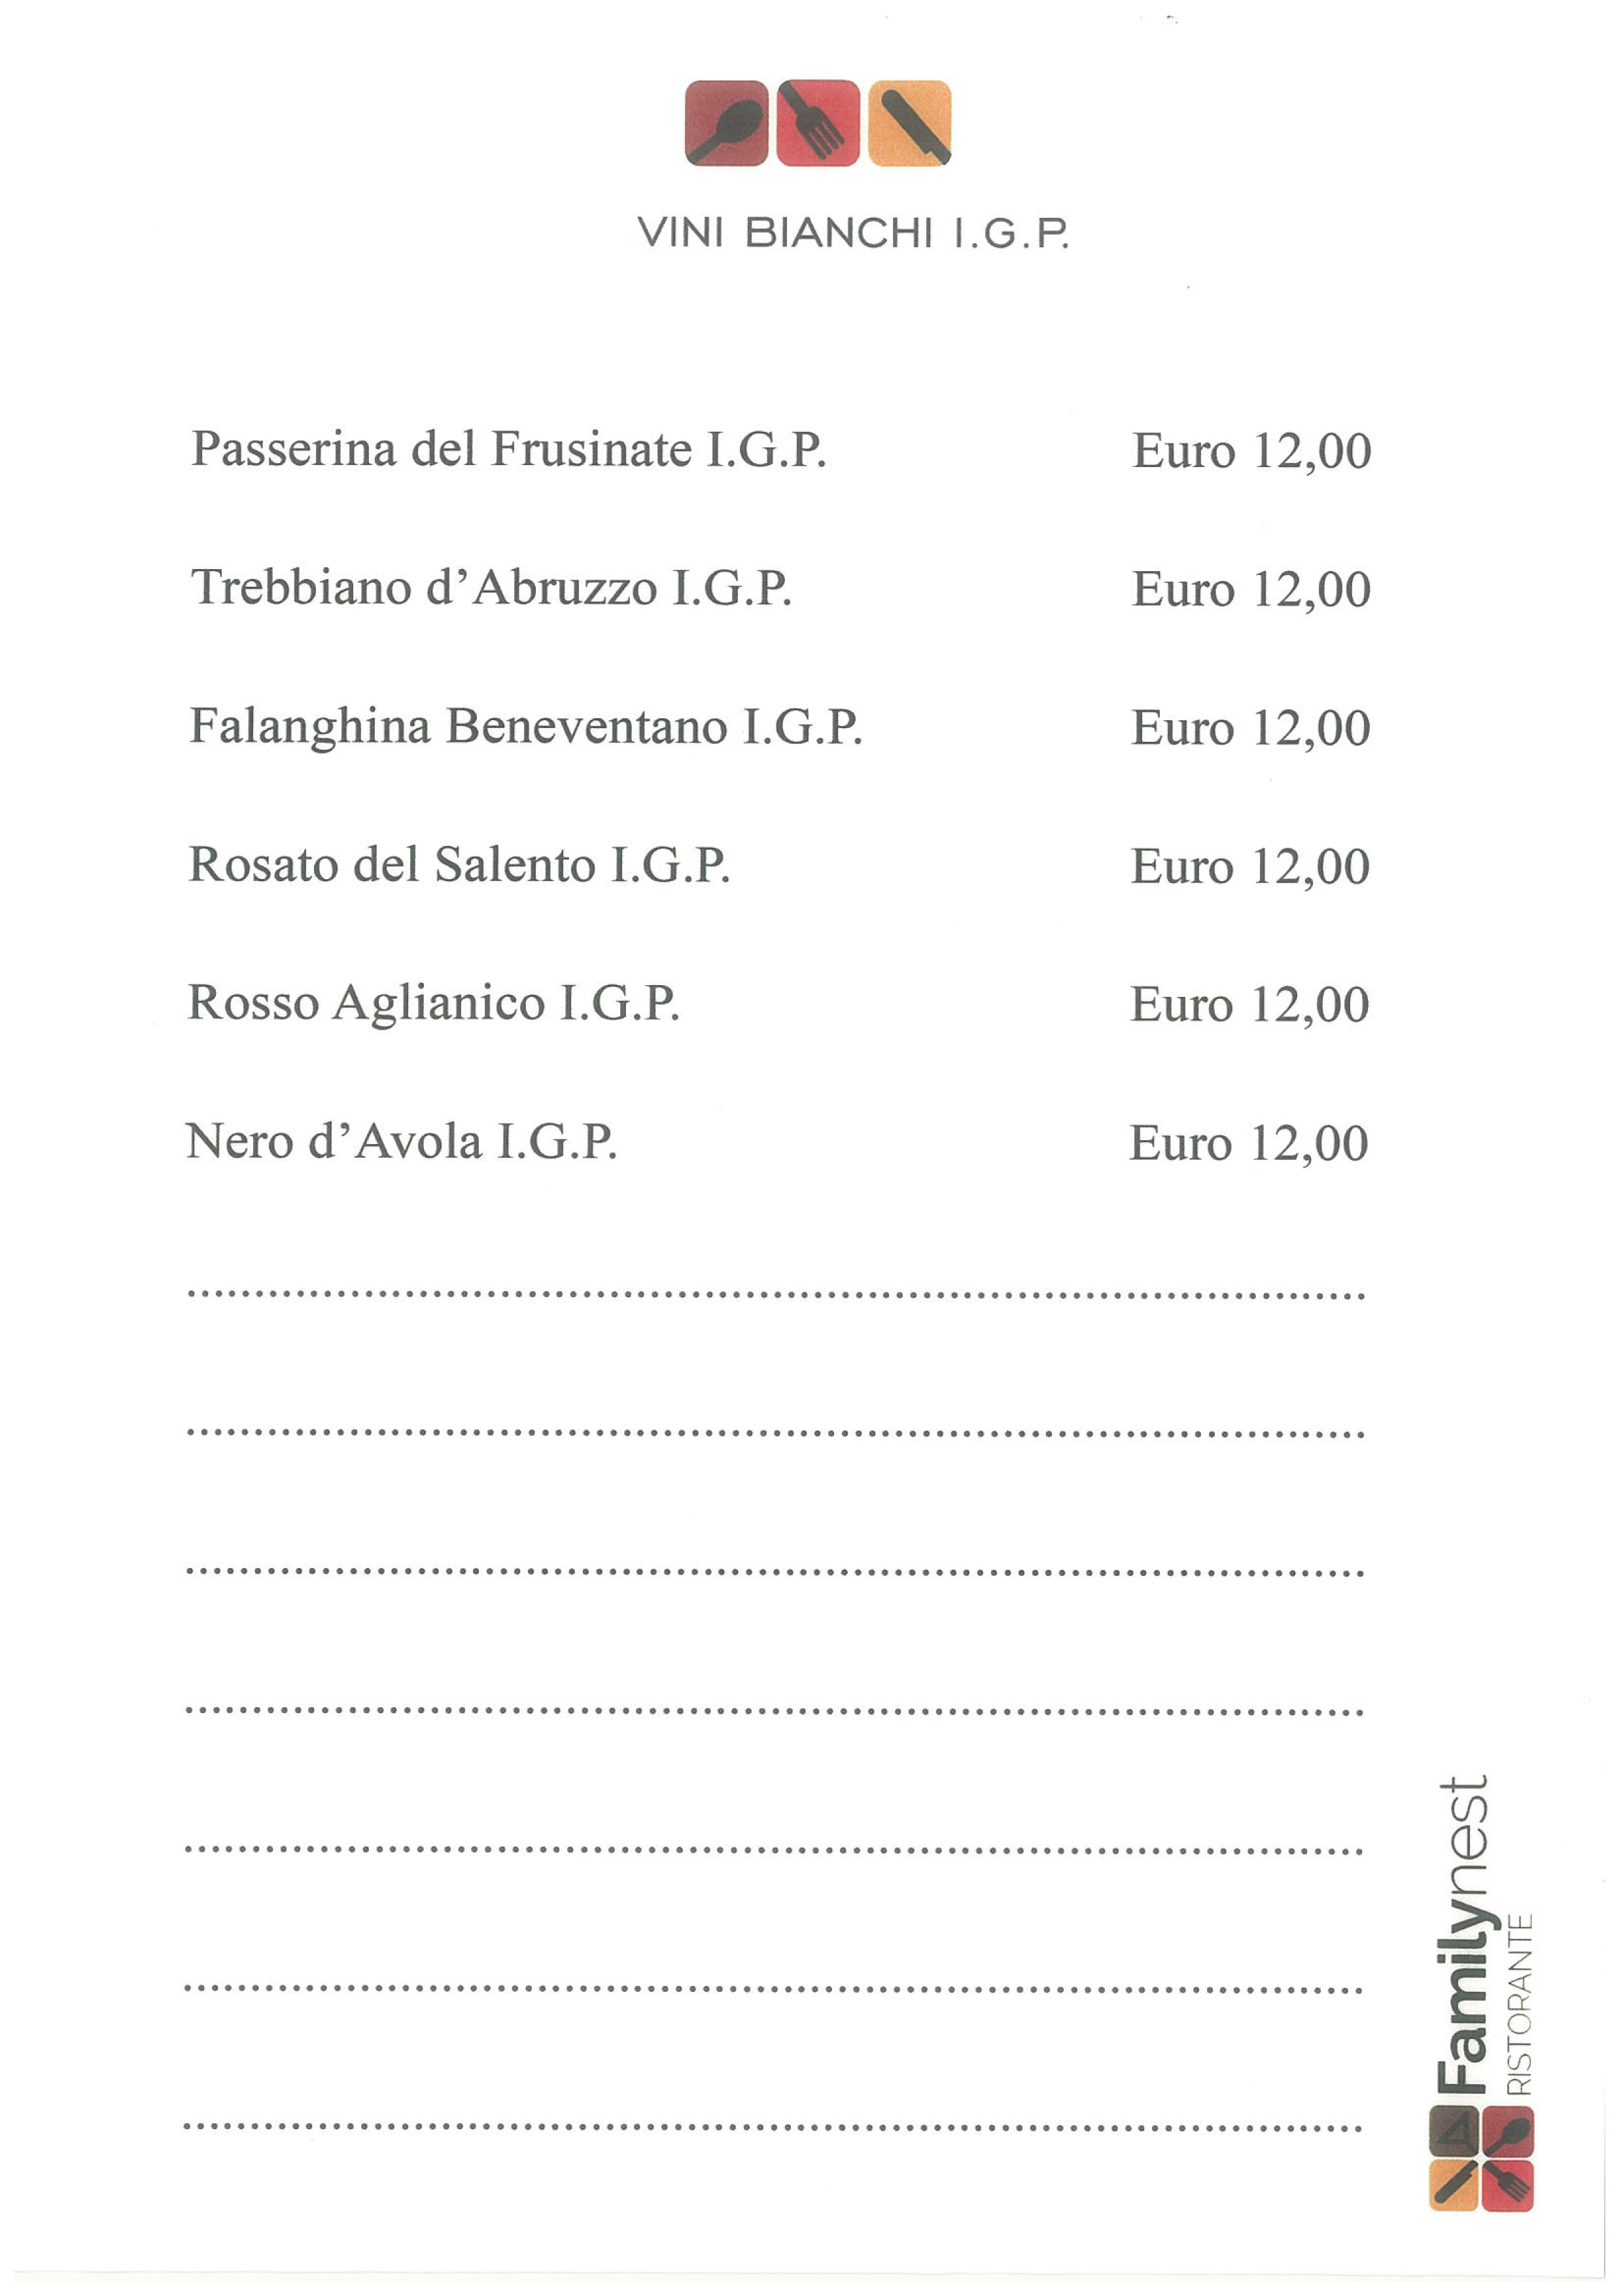 VINI BIANCHI I.G.P.
Passerina del Frusinate I.G.P. Euro 12,00
Trebbiano d’Abruzzo I.G.P. Euro 12,00
Falanghina Beneventano I.G.P. Euro 12,00
Rosato del Salento I.G.P. Euro 12,00
Rosso Aglianico I.G.P. Euro 12,00
Nero d’Avola I.G.P. Euro 12,00
Familynest
RISTORANTE